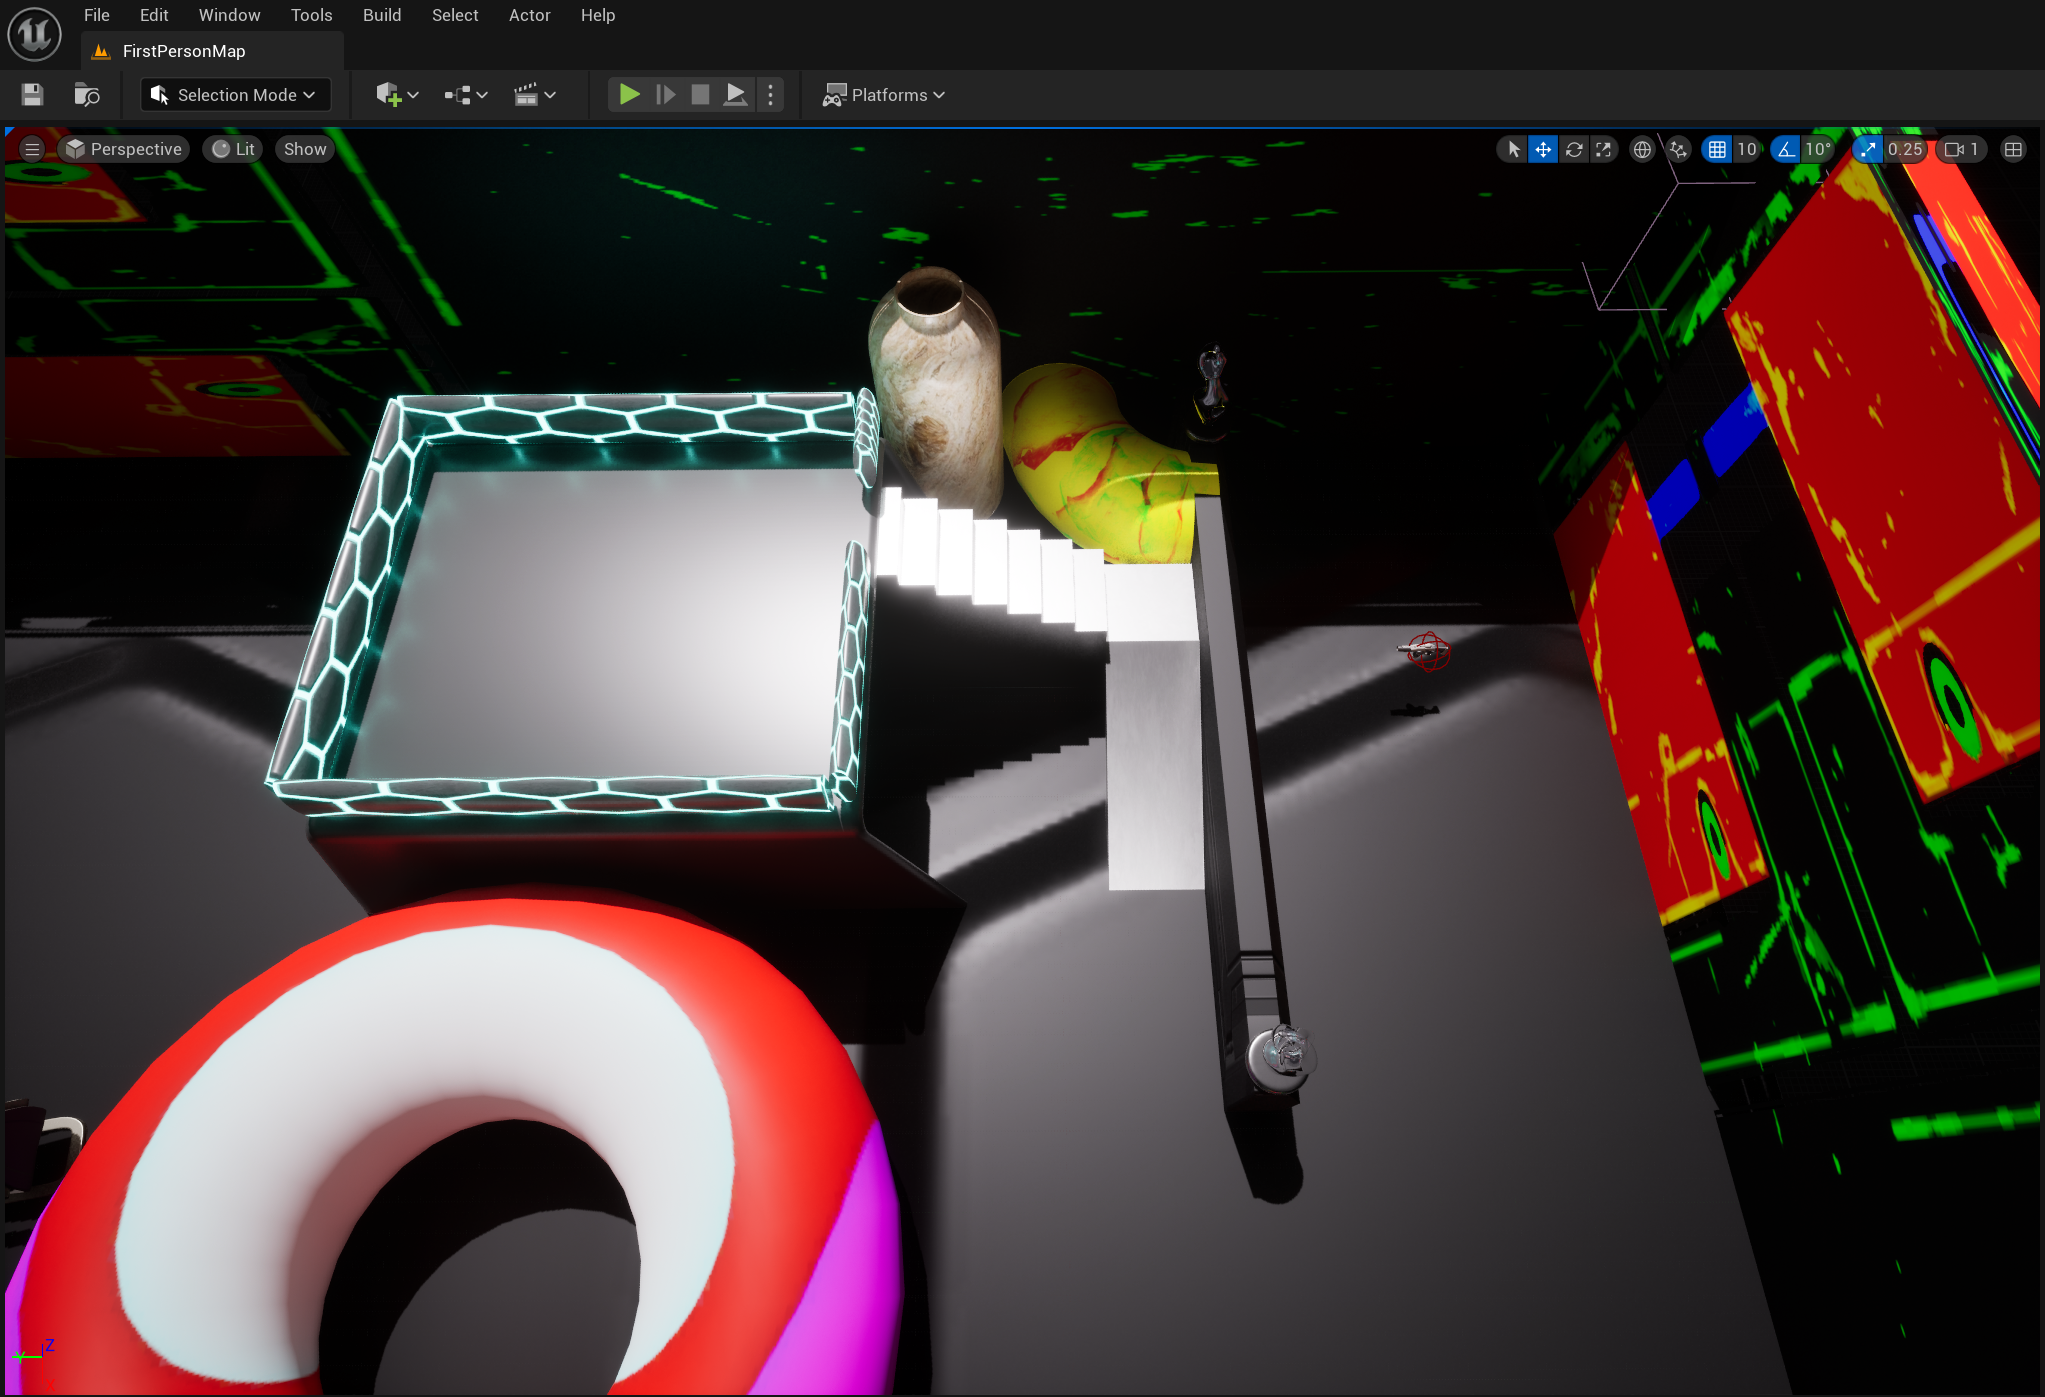 File Edit Window Tools Build Select Actor Help
FirstPersonMap
Selection Mode Platforms
Perspective Lit Show 10 10° 0.25 1
Z
Y